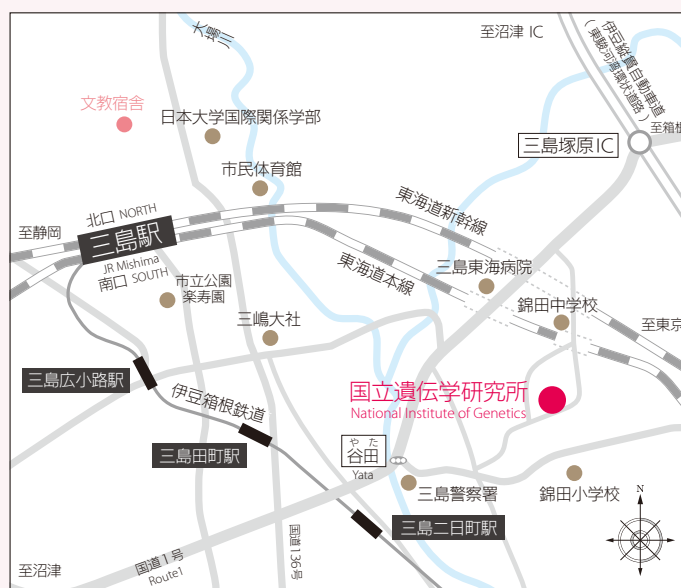 至沼津 IC
大場川
伊豆縦貫自動車道
(東駿河湾環状道路)
文教宿舎
日本大学国際関係学部
至箱根
三島塚原IC
市民体育館
東海道新幹線
北口 NORTH
至静岡
三島駅
JR Mishima
南口 SOUTH
東海道本線
三島東海病院
市立公園
楽寿園
錦田中学校
三嶋大社
至東京
三島広小路駅
国立遺伝学研究所
National Institute of Genetics
伊豆箱根鉄道
やた
谷田
Yata
三島田町駅
三島警察署
錦田小学校
N
三島二日町駅
国道136号
国道1号
Route1
至沼津